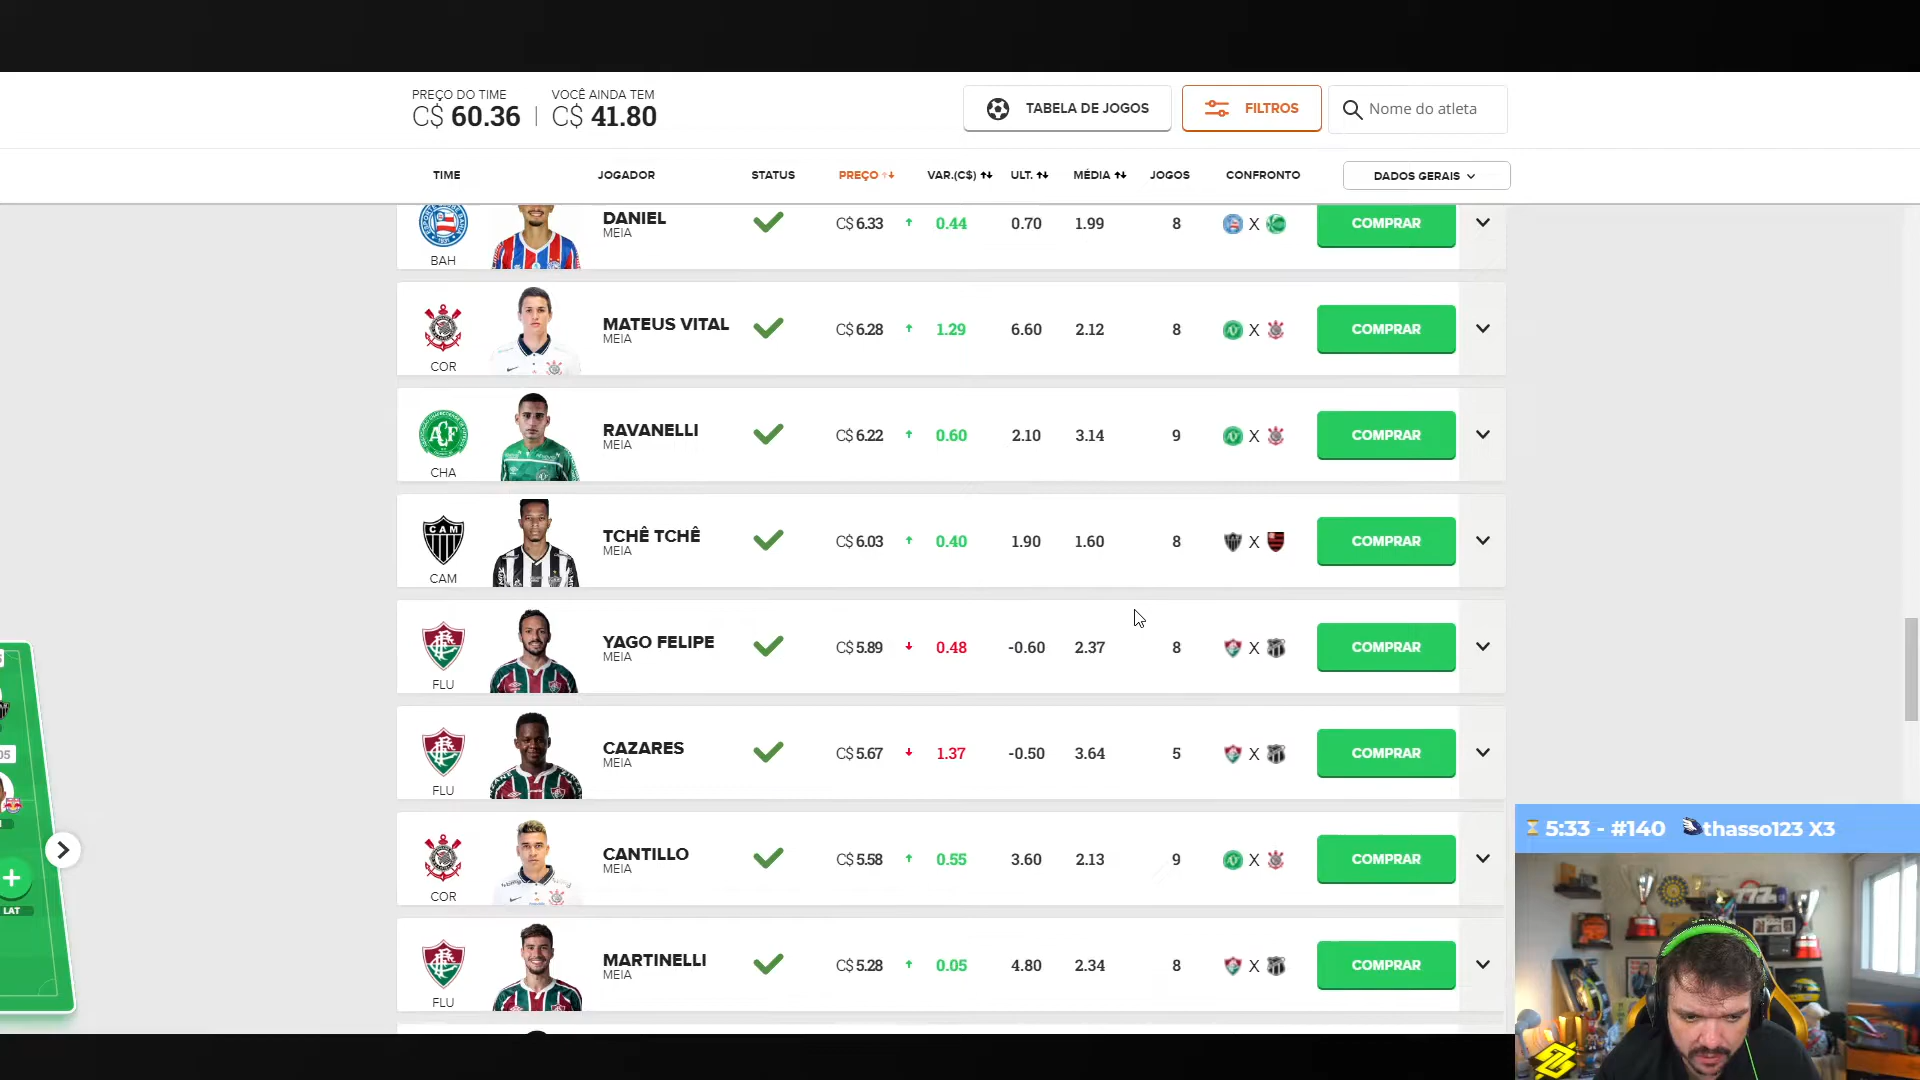 PREÇO DO TIME
C$ 60.36
VOCÊ AINDA TEM
C$ 41.80
TABELA DE JOGOS
FILTROS
Nome do atleta
TIME JOGADOR STATUS PREÇO VAR.(C$) ULT. MÉDIA JOGOS CONFRONTO DADOS GERAIS
BAH DANIEL MEIA C$ 6.33 0.44 0.70 1.99 8 X COMPRAR
COR MATEUS VITAL MEIA C$ 6.28 1.29 6.60 2.12 8 X COMPRAR
CHA RAVANELLI MEIA C$ 6.22 0.60 2.10 3.14 9 X COMPRAR
CAM TCHÊ TCHÊ MEIA C$ 6.03 0.40 1.90 1.60 8 X COMPRAR
FLU YAGO FELIPE MEIA C$ 5.89 0.48 -0.60 2.37 8 X COMPRAR
FLU CAZARES MEIA C$ 5.67 1.37 -0.50 3.64 5 X COMPRAR
COR CANTILLO MEIA C$ 5.58 0.55 3.60 2.13 9 X COMPRAR
FLU MARTINELLI MEIA C$ 5.28 0.05 4.80 2.34 8 X COMPRAR
LAT
5:33 - #140 thasso123 X3